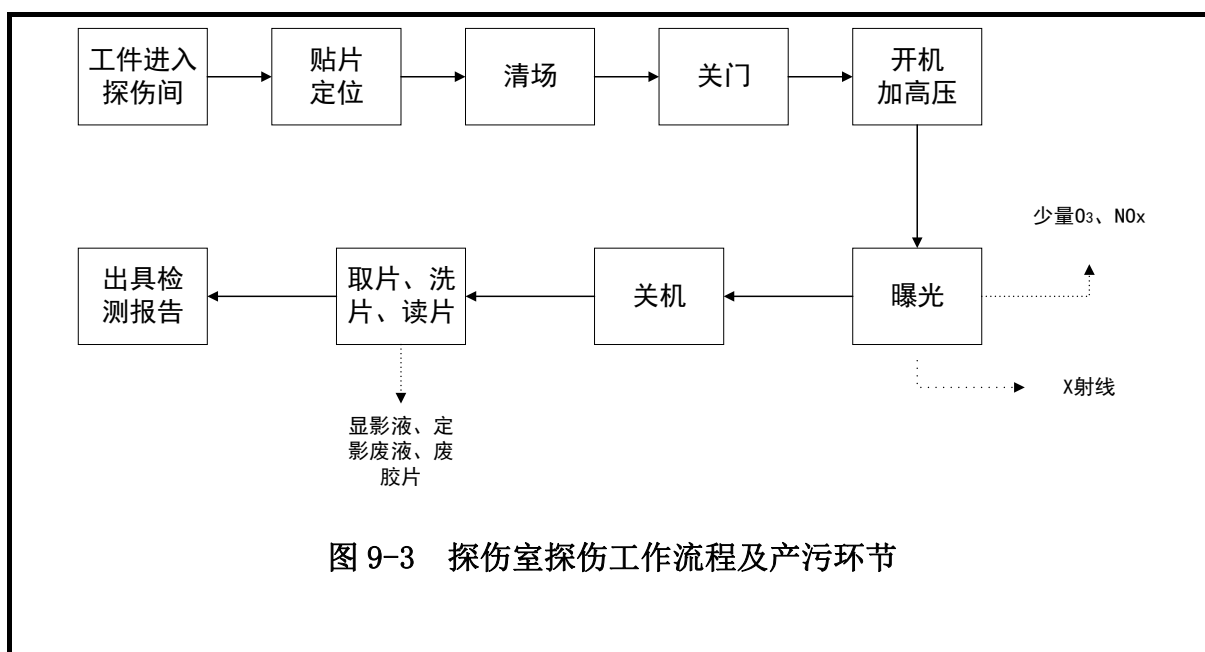 工件进入
探伤间
贴片
定位
清场
关门
开机
加高压
少量O3、NOx
出具检
测报告
取片、洗
片、读片
关机
曝光
X射线
显影液、定
影废液、废
胶片
图 9-3 探伤室探伤工作流程及产污环节